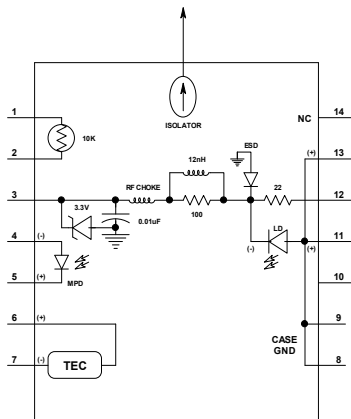 ISOLATOR
1
10K
2
NC
14
(+)
13
12nH
ESD
RF CHOKE
22
12
3
3.3V
0.01uF
100
4
(-)
(-)
LD
(+)
11
5
(+)
MPD
10
6
(+)
9
CASE
GND
7
(-)
TEC
8